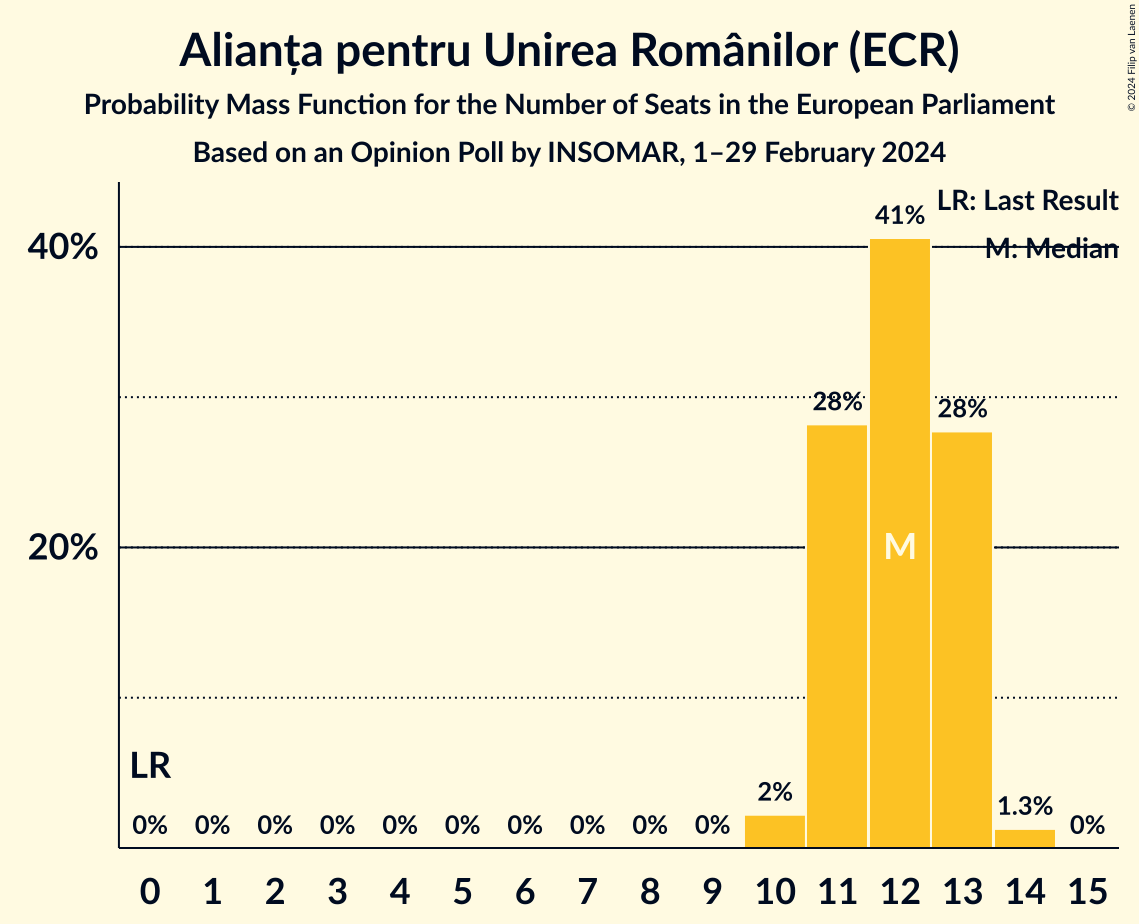 Alianța pentru Unirea Românilor (ECR)
Probability Mass Function for the Number of Seats in the European Parliament
Based on an Opinion Poll by INSOMAR, 1–29 February 2024
© 2024 Filip van Laenen
LR: Last Result
M: Median
40%
20%
41%
28%
28%
M
LR
0% 0% 0% 0% 0% 0% 0% 0% 0% 0% 2% 1.3% 0%
0 1 2 3 4 5 6 7 8 9 10 11 12 13 14 15